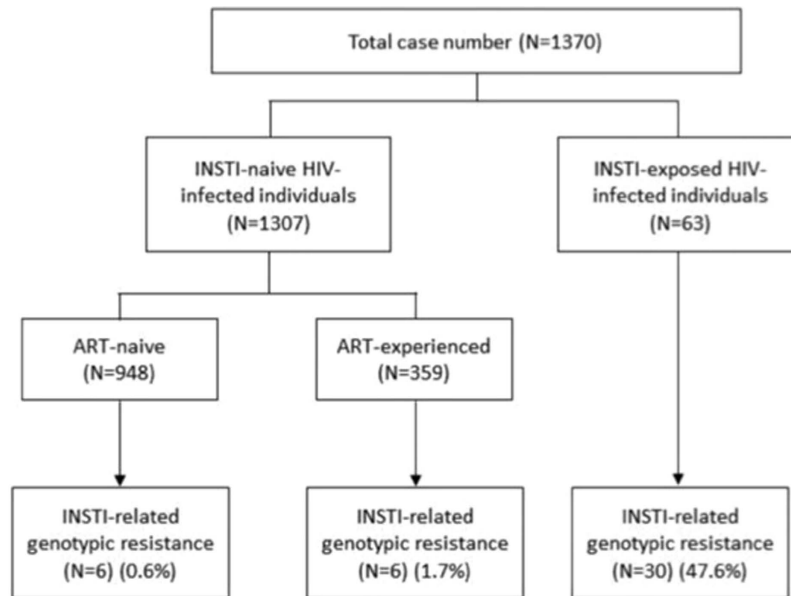 Total case number (N=1370)
INSTI-naive HIV-
infected individuals
(N=1307)
INSTI-exposed HIV-
infected individuals
(N=63)
ART-naive
(N=948)
ART-experienced
(N=359)
INSTI-related
genotypic resistance
(N=6) (0.6%)
INSTI-related
genotypic resistance
(N=6) (1.7%)
INSTI-related
genotypic resistance
(N=30) (47.6%)